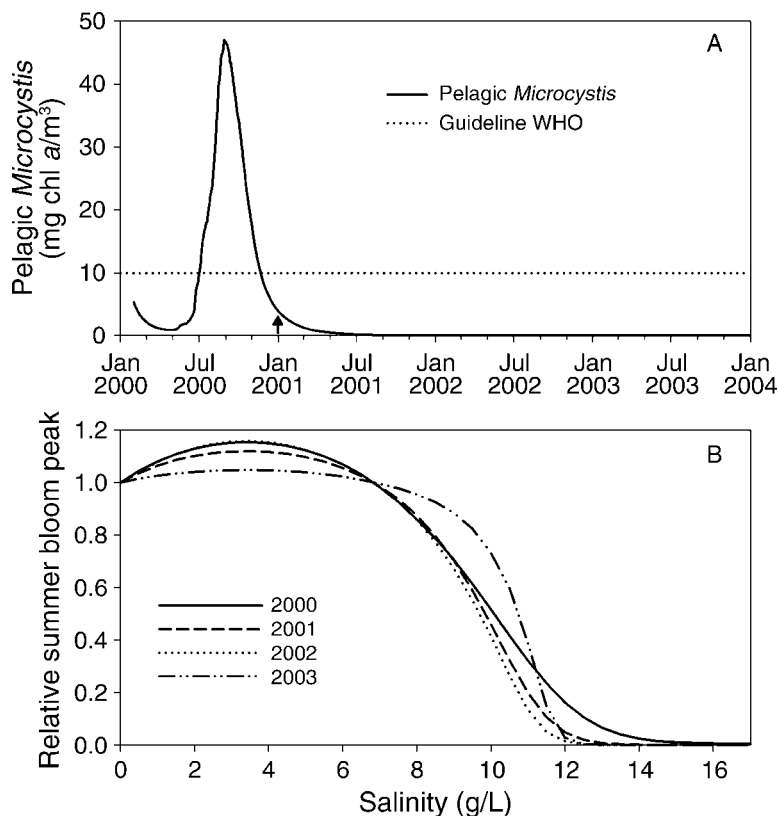 50
A
40
30
20
10
0
Pelagic Microcystis
(mg chl a/m³)
Pelagic Microcystis
Guideline WHO
Jan Jul Jan Jul Jan Jul Jan Jul Jan
2000 2000 2001 2001 2002 2002 2003 2003 2004
1.2
B
1.0
0.8
0.6
0.4
0.2
0.0
Relative summer bloom peak
2000
2001
2002
2003
0 2 4 6 8 10 12 14 16
Salinity (g/L)